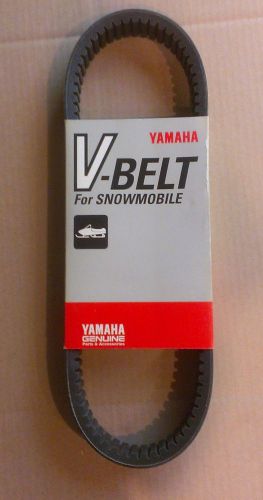 YAMAHA
V-BELT
For SNOWMOBILE
YAMAHA
GENUINE
Parts & Accessories